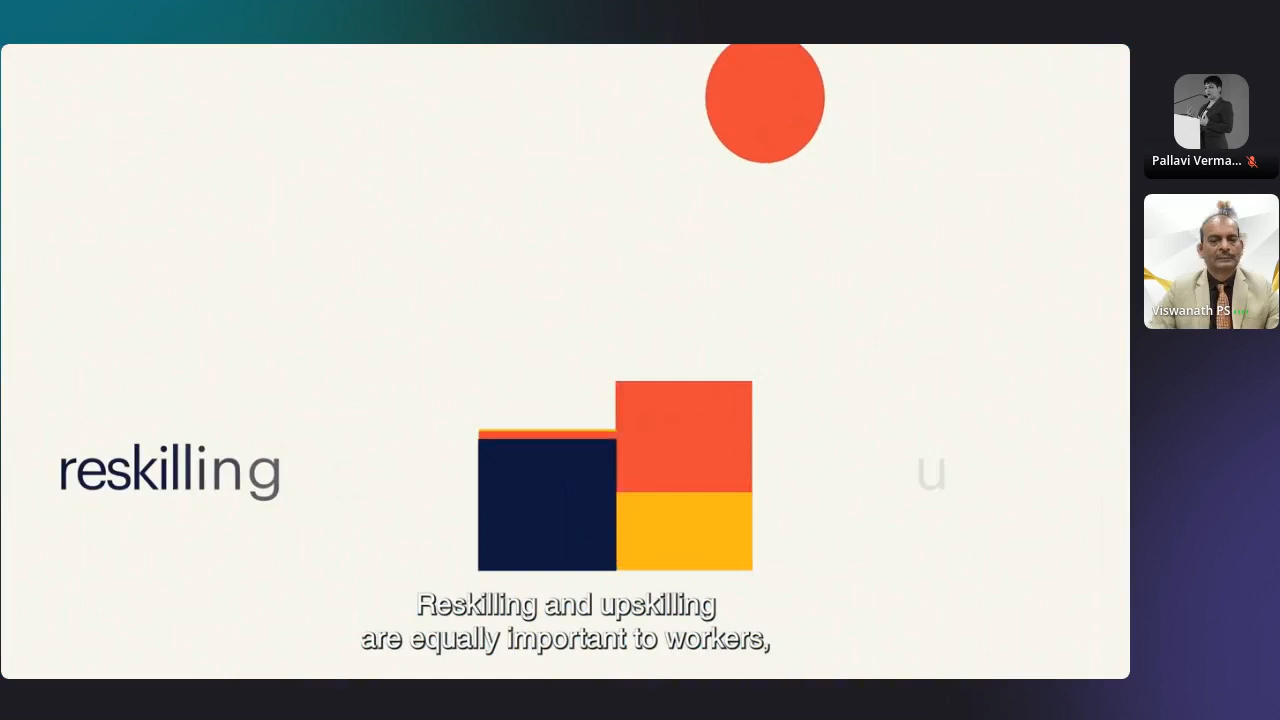 Pallavi Verma...
Viswanath PS
reskilling
u
Reskilling and upskilling
are equally important to workers,